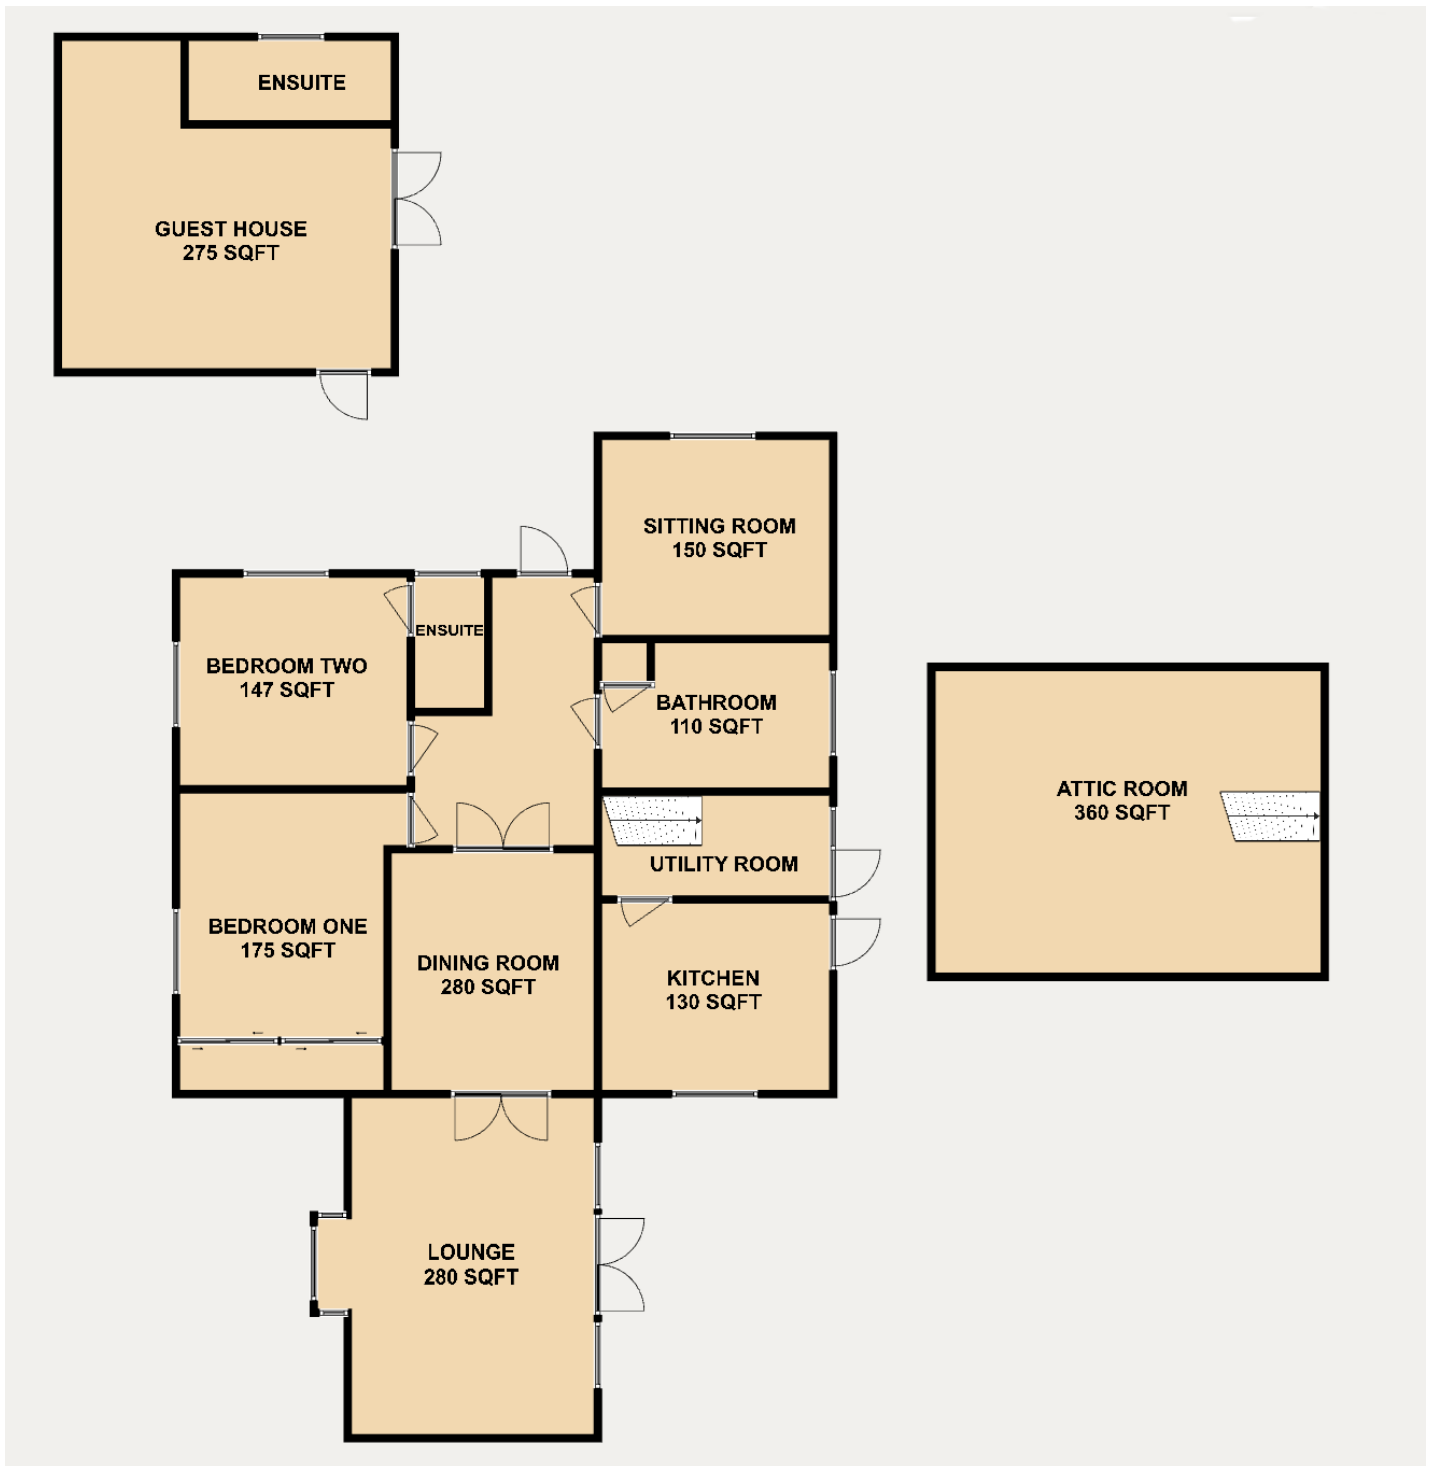 ENSUITE
GUEST HOUSE
275 SQFT
SITTING ROOM
150 SQFT
ENSUITE
BEDROOM TWO
147 SQFT
BATHROOM
110 SQFT
ATTIC ROOM
360 SQFT
UTILITY ROOM
BEDROOM ONE
175 SQFT
DINING ROOM
280 SQFT
KITCHEN
130 SQFT
LOUNGE
280 SQFT